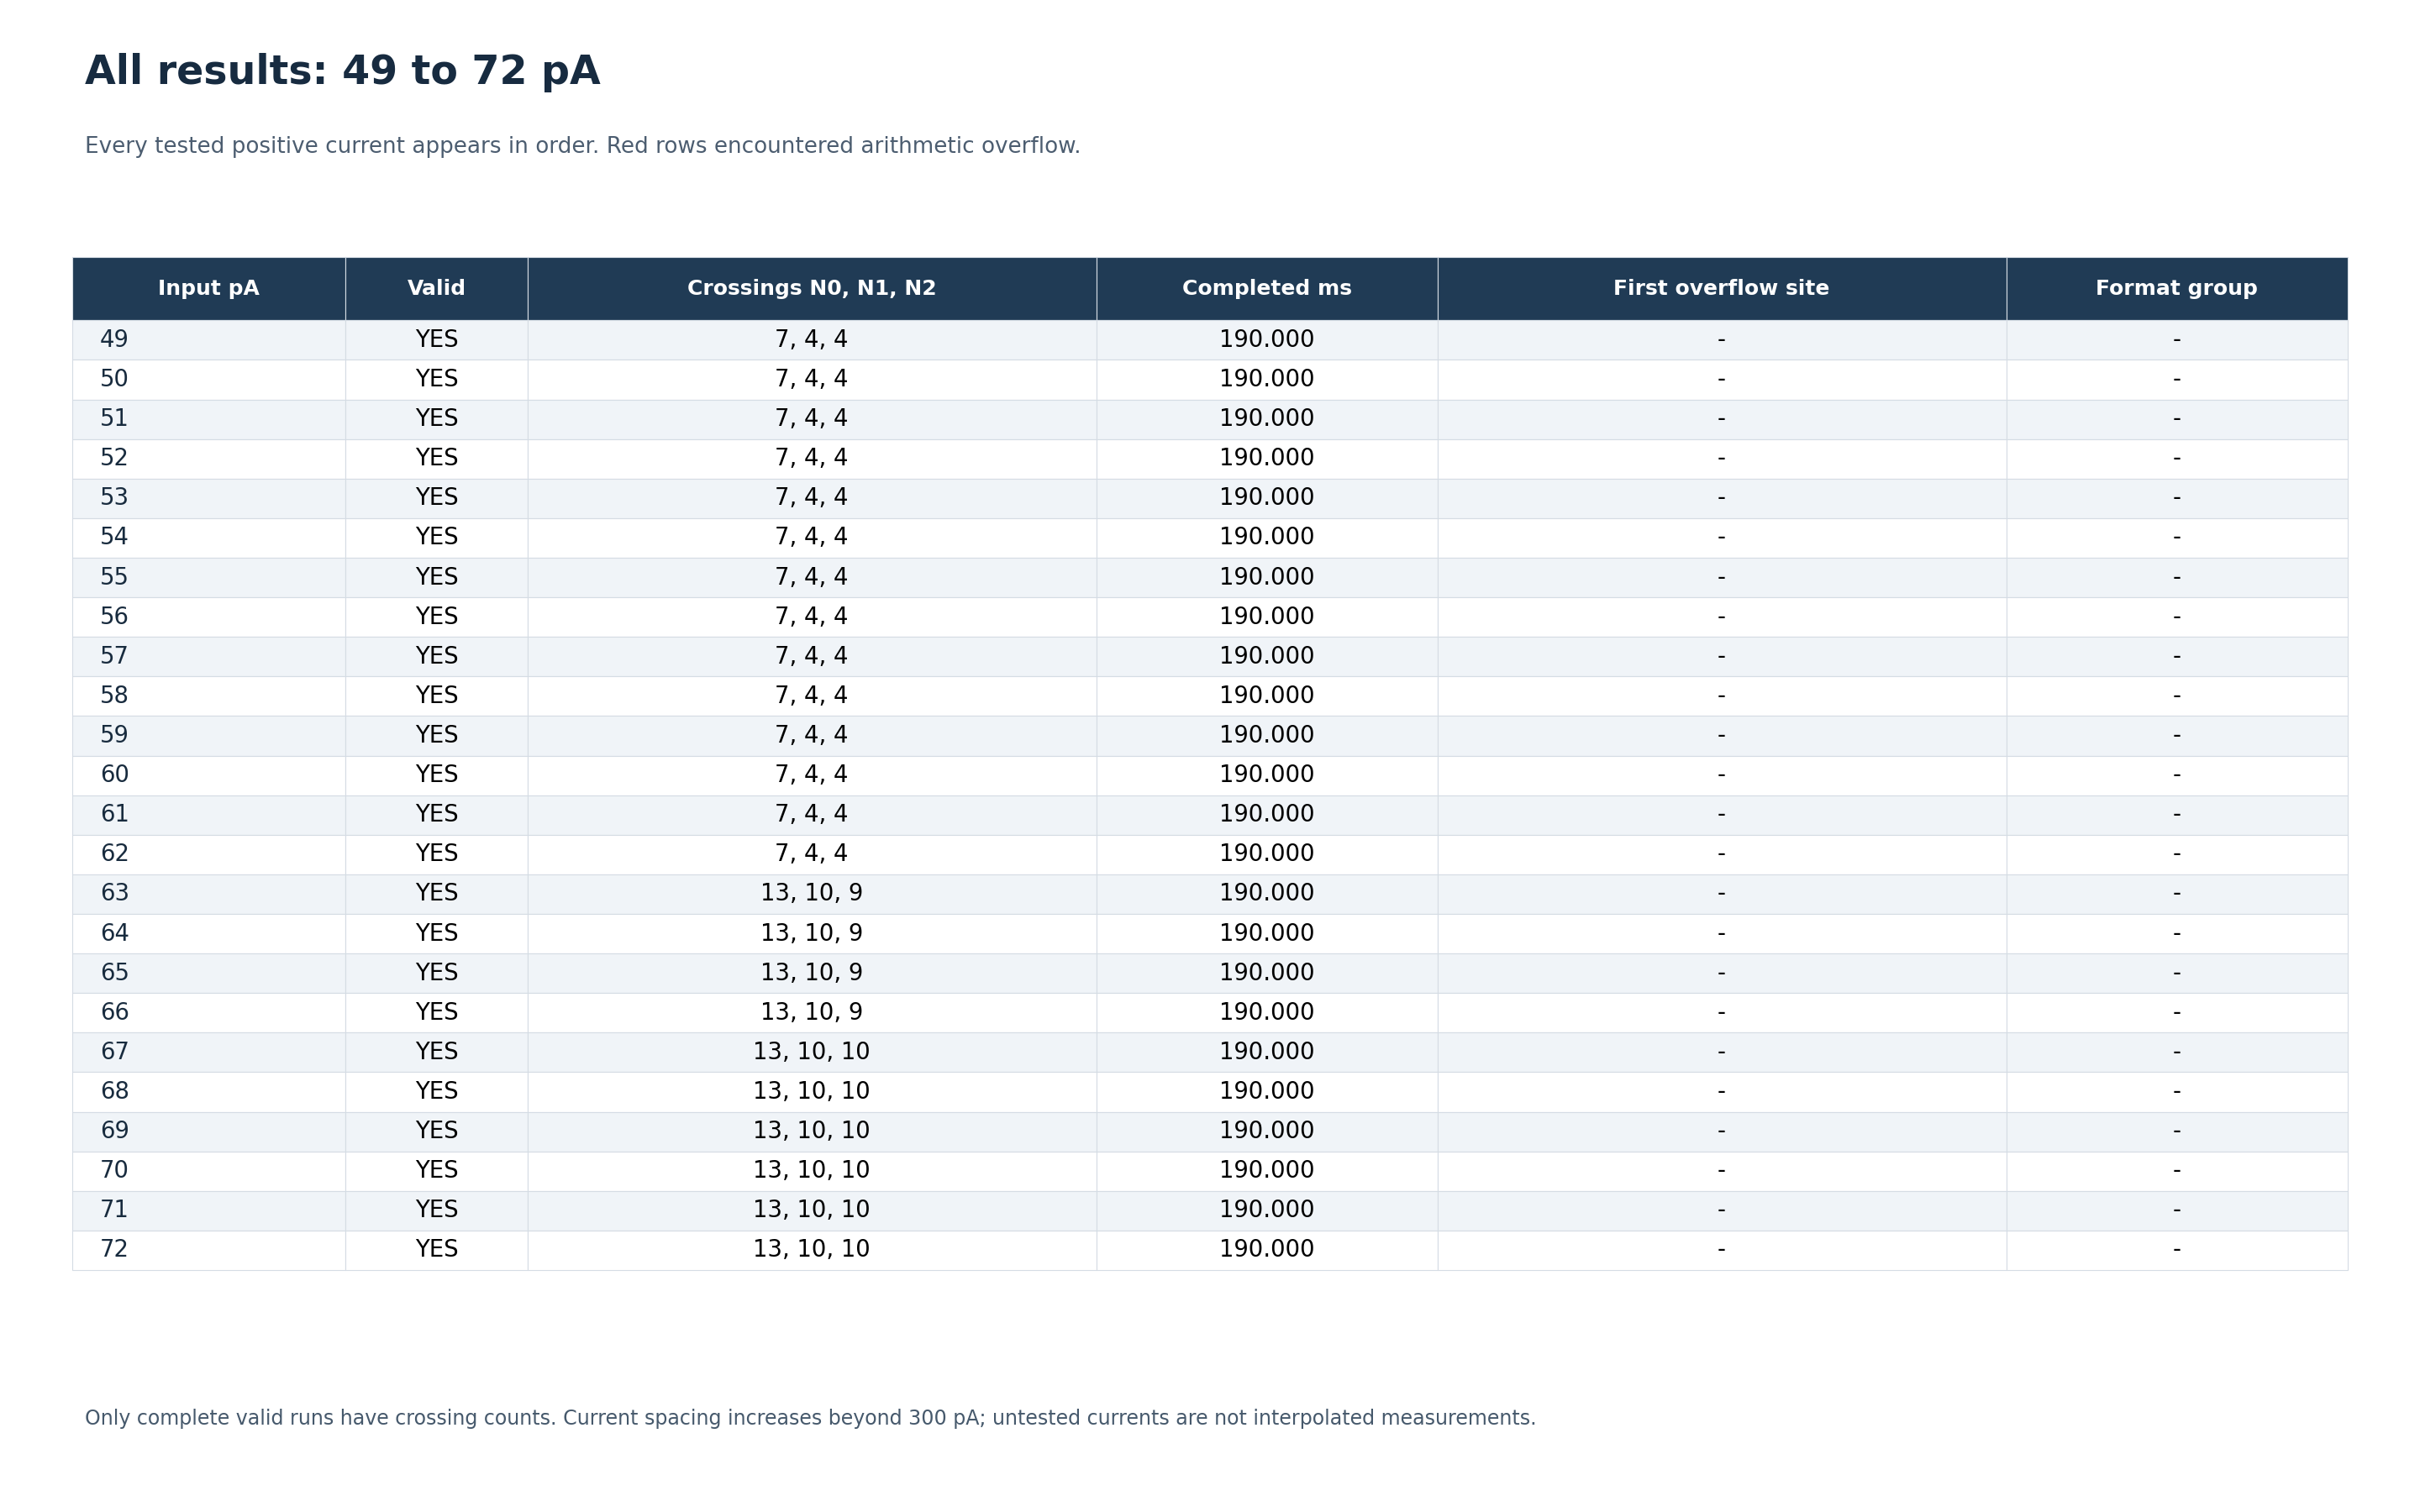 All results: 49 to 72 pA
Every tested positive current appears in order. Red rows encountered arithmetic overflow.
Input pA Valid Crossings N0, N1, N2 Completed ms First overflow site Format group
49 YES 7, 4, 4 190.000 - -
50 YES 7, 4, 4 190.000 - -
51 YES 7, 4, 4 190.000 - -
52 YES 7, 4, 4 190.000 - -
53 YES 7, 4, 4 190.000 - -
54 YES 7, 4, 4 190.000 - -
55 YES 7, 4, 4 190.000 - -
56 YES 7, 4, 4 190.000 - -
57 YES 7, 4, 4 190.000 - -
58 YES 7, 4, 4 190.000 - -
59 YES 7, 4, 4 190.000 - -
60 YES 7, 4, 4 190.000 - -
61 YES 7, 4, 4 190.000 - -
62 YES 7, 4, 4 190.000 - -
63 YES 13, 10, 9 190.000 - -
64 YES 13, 10, 9 190.000 - -
65 YES 13, 10, 9 190.000 - -
66 YES 13, 10, 9 190.000 - -
67 YES 13, 10, 10 190.000 - -
68 YES 13, 10, 10 190.000 - -
69 YES 13, 10, 10 190.000 - -
70 YES 13, 10, 10 190.000 - -
71 YES 13, 10, 10 190.000 - -
72 YES 13, 10, 10 190.000 - -
Only complete valid runs have crossing counts. Current spacing increases beyond 300 pA; untested currents are not interpolated measurements.